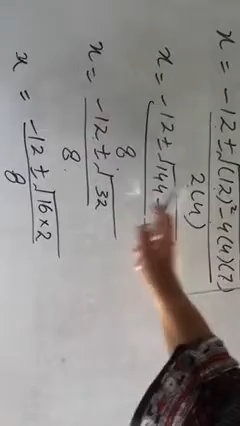 x = -12 ± √(12)² - 4(4)(7) / 2(4)
x = -12 ± √144 - / 8
x = -12 ± √32 / 8
x = -12 ± √16 × 2 / 8